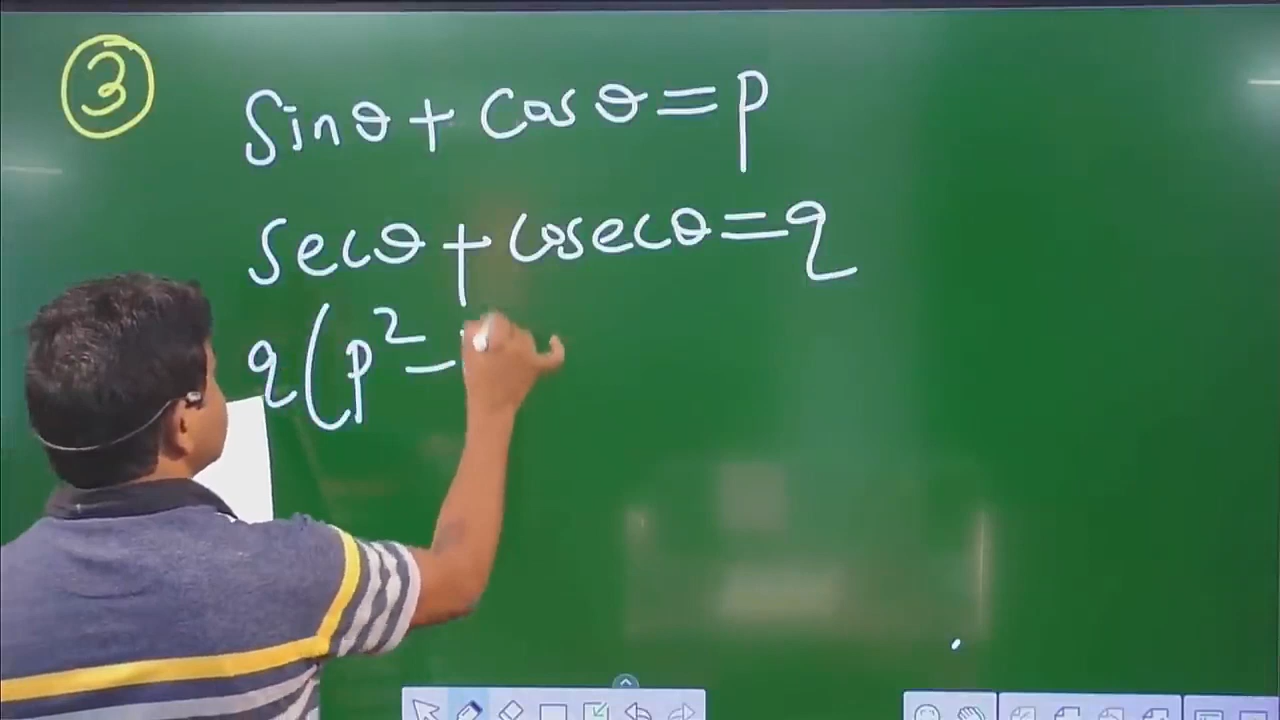 3
Sinθ + Cosθ = p
Secθ + Cosecθ = q
q(p² -